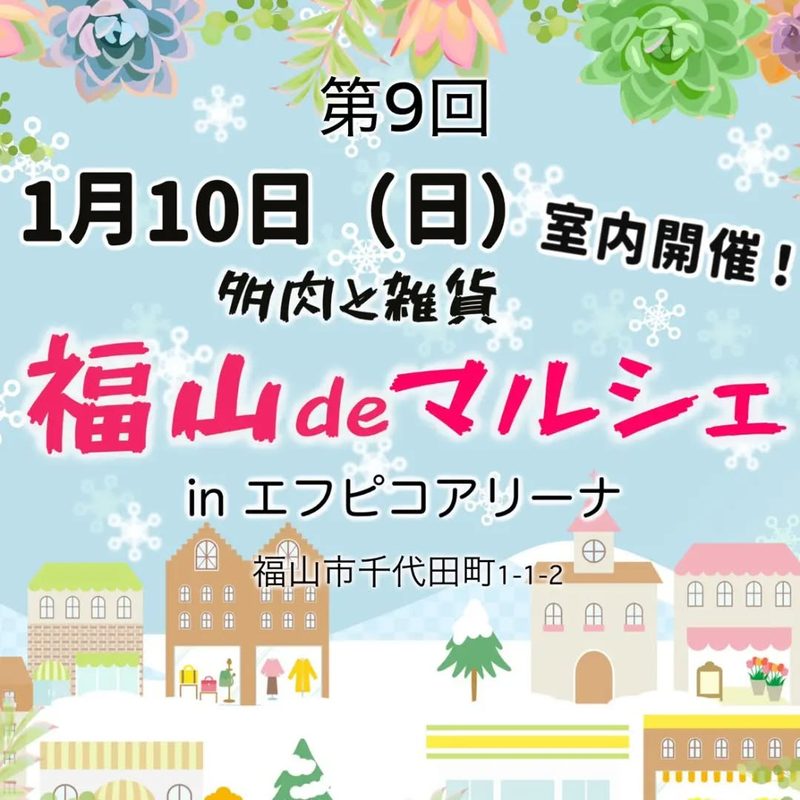 第9回
1月10日（日）
室内開催！
多肉と雑貨
福山deマルシェ
in エフピコアリーナ
福山市千代田町1-1-2